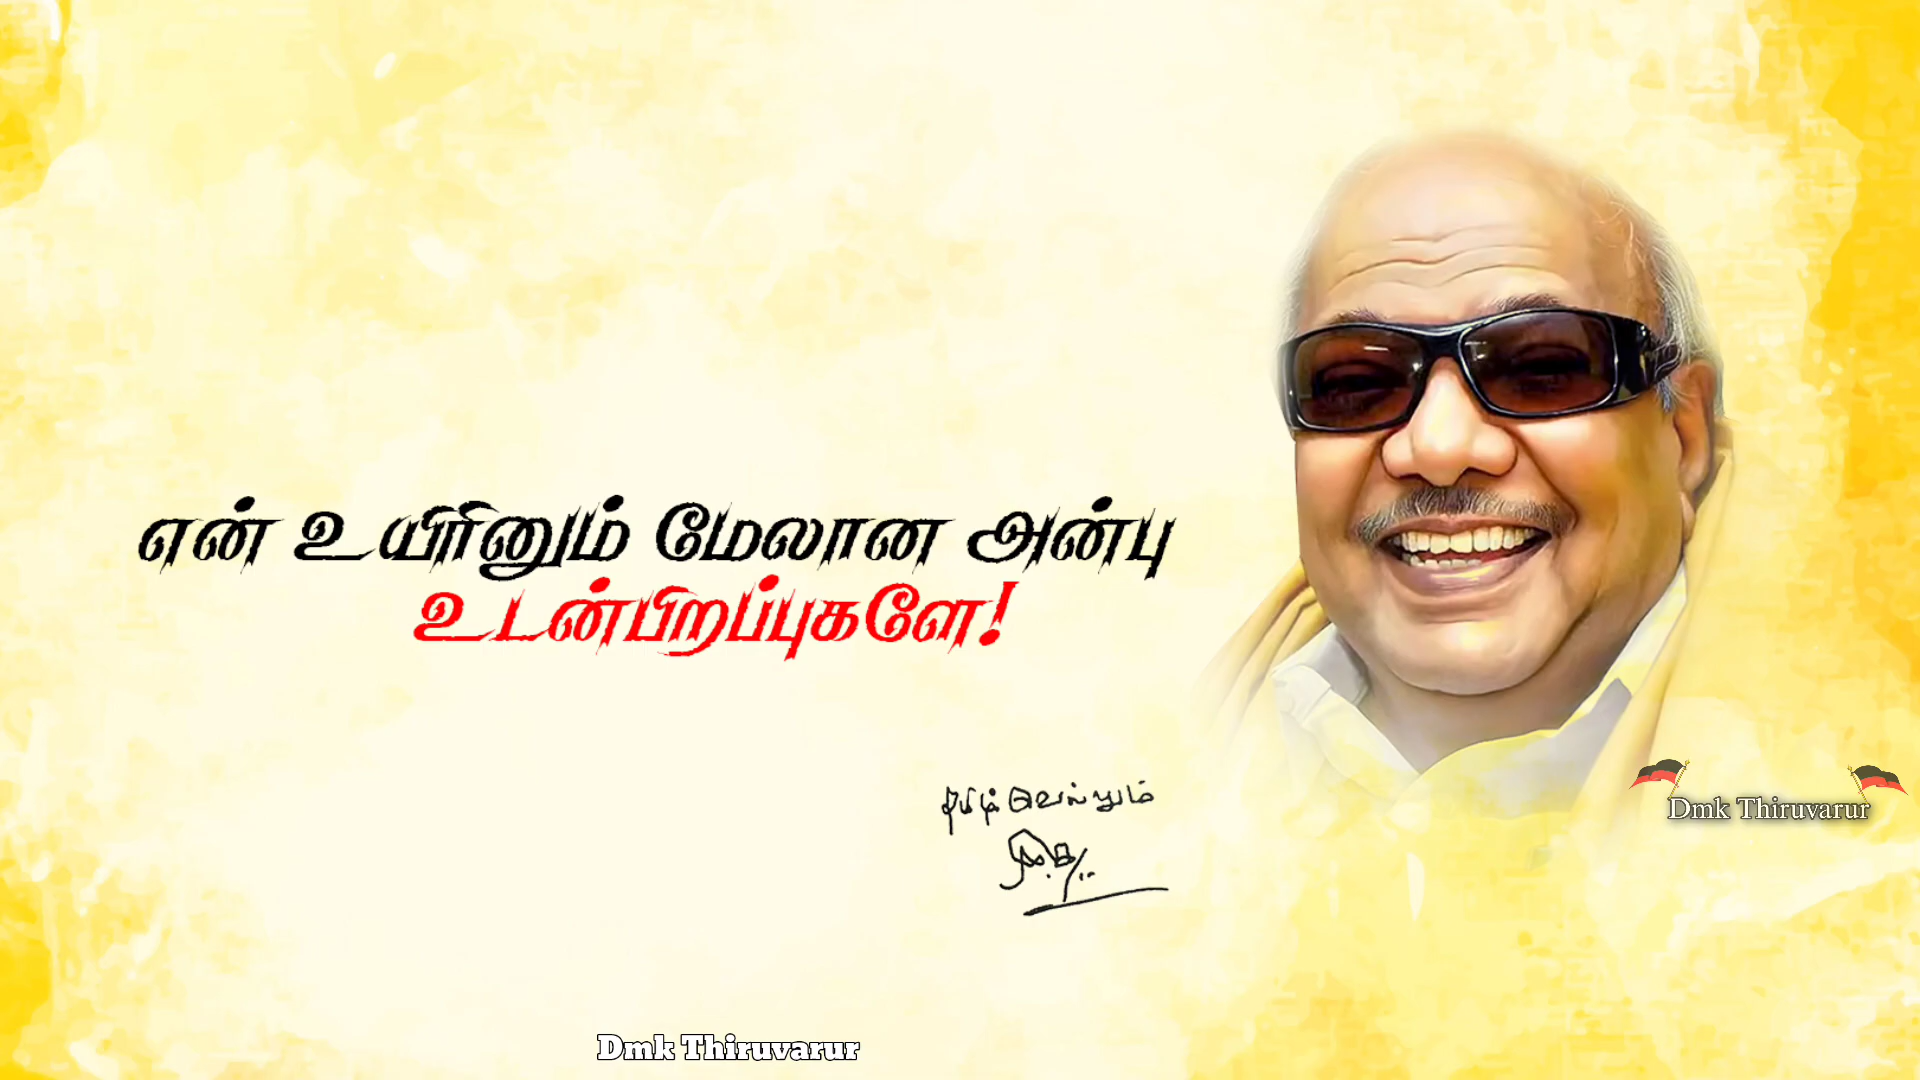 என் உயிரினும் மேலான அன்பு
உடன்பிறப்புகளே!
தமிழ் வெல்லும்
மு.க
Dmk Thiruvarur
Dmk Thiruvarur